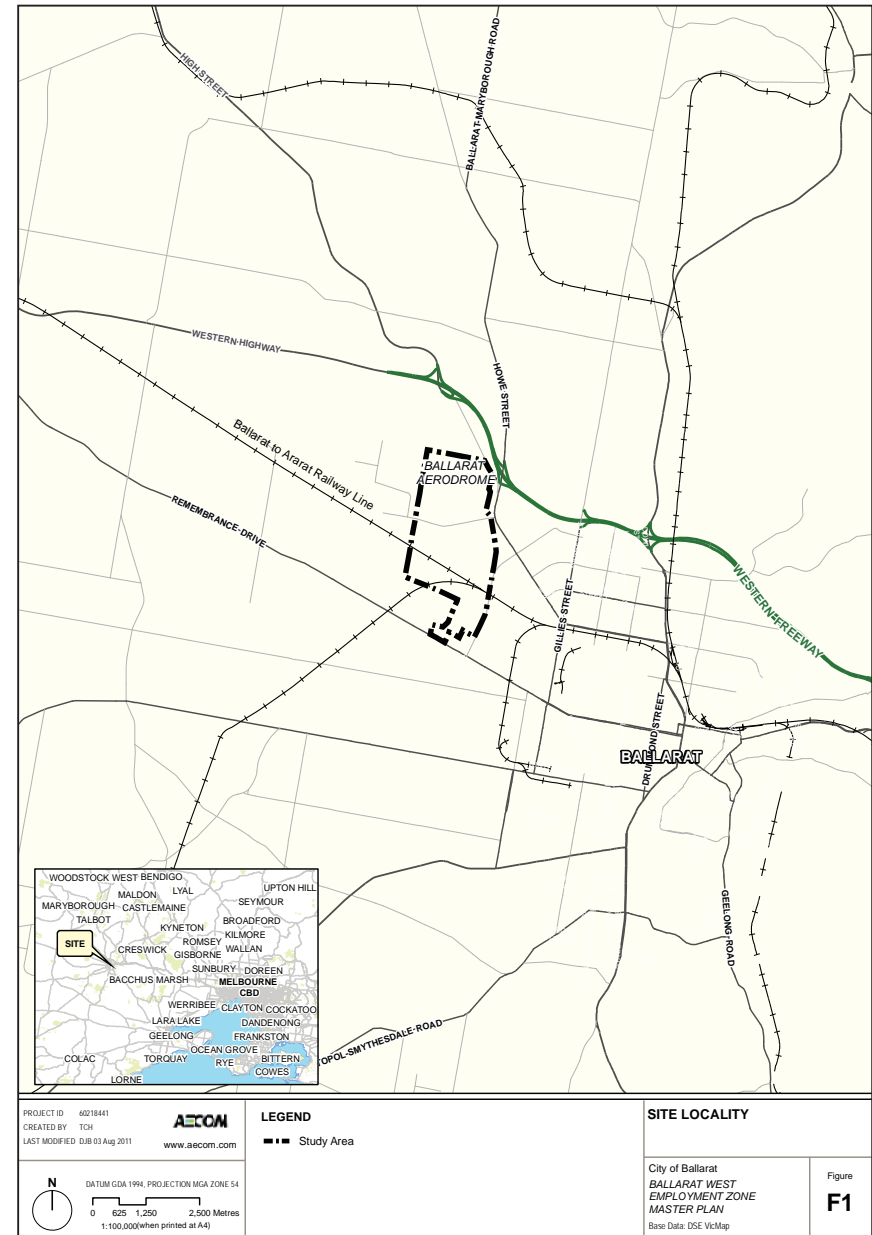 HIGH STREET
BALLARAT-MARYBOROUGH ROAD
WESTERN HIGHWAY
HOWE STREET
Ballarat to Ararat Railway Line
BALLARAT
AERODROME
REMEMBRANCE DRIVE
WESTERN FREEWAY
GILLIES STREET
DRUMMOND STREET
BALLARAT
GEELONG ROAD
OPOL-SMYTHESDALE-ROAD
WOODSTOCK WEST BENDIGO
MALDON LYAL UPTON HILL
MARYBOROUGH CASTLEMAINE SEYMOUR
TALBOT BROADFORD
KYNETON KILMORE
SITE ROMSEY WALLAN
CRESWICK GISBORNE
SUNBURY DOREEN
BACCHUS MARSH MELBOURNE
CBD
WERRIBEE CLAYTON COCKATOO
LARA LAKE DANDENONG
GEELONG FRANKSTON
OCEAN GROVE
COLAC TORQUAY RYE BITTERN
LORNE COWES
PROJECT ID 60218441
CREATED BY TCH
LAST MODIFIED DJB 03 Aug 2011
AECOM
www.aecom.com
N
DATUM GDA 1994, PROJECTION MGA ZONE 54
0 625 1,250 2,500 Metres
1:100,000(when printed at A4)
LEGEND
Study Area
SITE LOCALITY
City of Ballarat
BALLARAT WEST
EMPLOYMENT ZONE
MASTER PLAN
Base Data: DSE VicMap
Figure
F1